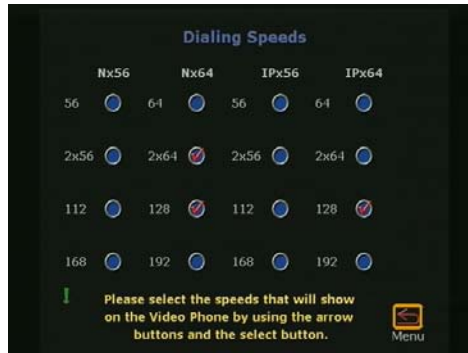 Dialing Speeds
Nx56 Nx64 IPx56 IPx64
56 64 56 64
2x56 2x64 2x56 2x64
112 128 112 128
168 192 168 192
! Please select the speeds that will show
on the Video Phone by using the arrow
buttons and the select button.
Menu